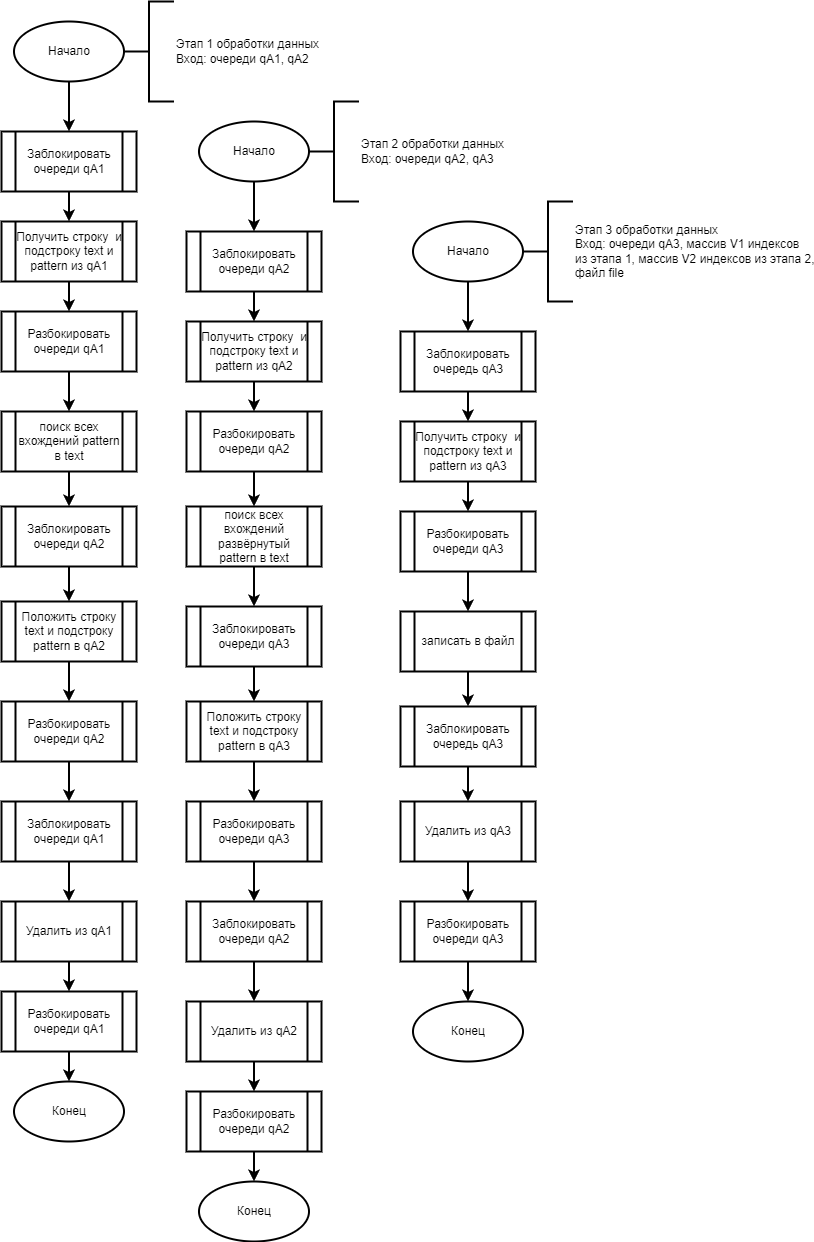 Начало
Этап 1 обработки данных
Вход: очереди qA1, qA2
Заблокировать
очереди qA1
Получить строку и
подстроку text и
pattern из qA1
Разбокировать
очереди qA1
поиск всех
вхождений pattern
в text
Заблокировать
очереди qA2
Положить строку
text и подстроку
pattern в qA2
Разбокировать
очереди qA2
Заблокировать
очереди qA1
Удалить из qA1
Разбокировать
очереди qA1
Конец
Начало
Этап 2 обработки данных
Вход: очереди qA2, qA3
Заблокировать
очереди qA2
Получить строку и
подстроку text и
pattern из qA2
Разбокировать
очереди qA2
поиск всех
вхождений
развёрнутый
pattern в text
Заблокировать
очереди qA3
Положить строку
text и подстроку
pattern в qA3
Разбокировать
очереди qA3
Заблокировать
очереди qA2
Удалить из qA2
Разбокировать
очереди qA2
Конец
Начало
Этап 3 обработки данных
Вход: очереди qA3, массив V1 индексов
из этапа 1, массив V2 индексов из этапа 2,
файл file
Заблокировать
очередь qA3
Получить строку и
подстроку text и
pattern из qA3
Разбокировать
очереди qA3
записать в файл
Заблокировать
очередь qA3
Удалить из qA3
Разбокировать
очереди qA3
Конец